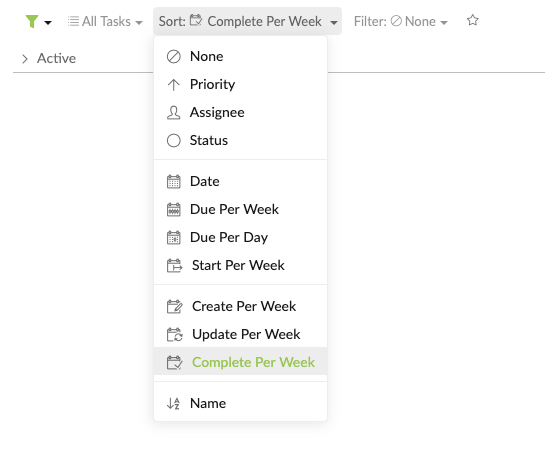 All Tasks Sort: Complete Per Week Filter: None
Active
None
Priority
Assignee
Status
Date
Due Per Week
Due Per Day
Start Per Week
Create Per Week
Update Per Week
Complete Per Week
Name